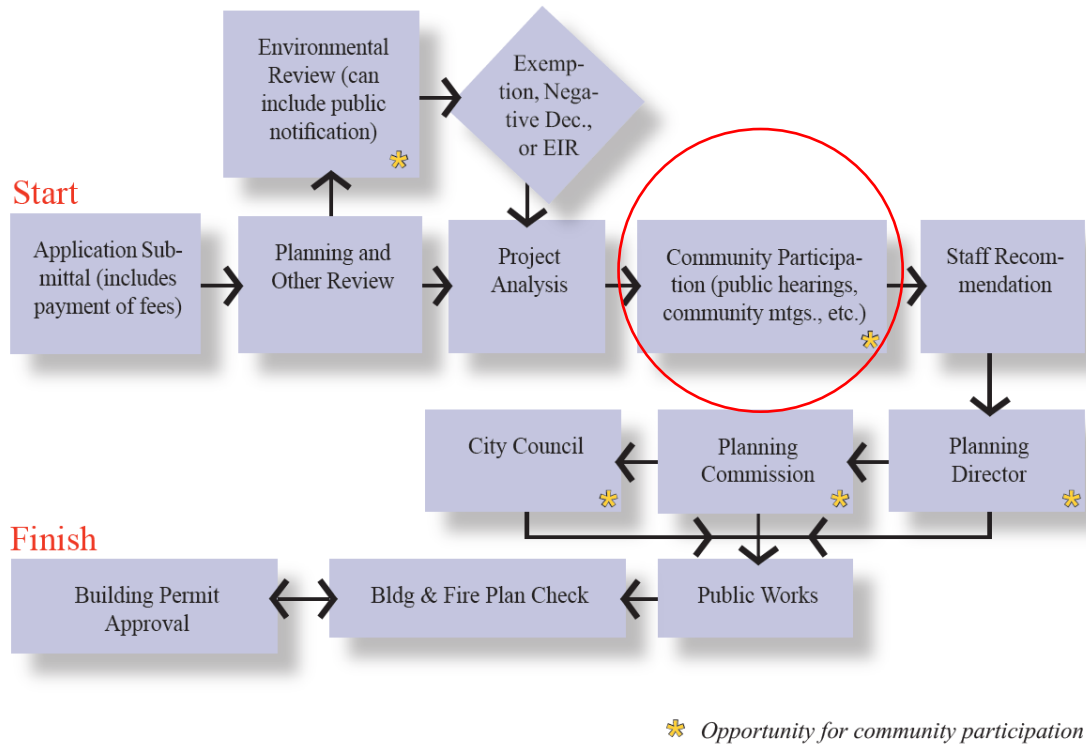 Environmental
Review (can
include public
notification)
*
Exemp-
tion, Nega-
tive Dec.,
or EIR
Start
Application Sub-
mittal (includes
payment of fees)
Planning and
Other Review
Project
Analysis
Community Participa-
tion (public hearings,
community mtgs., etc.)
*
Staff Recom-
mendation
City Council
*
Planning
Commission
*
Planning
Director
*
Finish
Building Permit
Approval
Bldg & Fire Plan Check
Public Works
* Opportunity for community participation